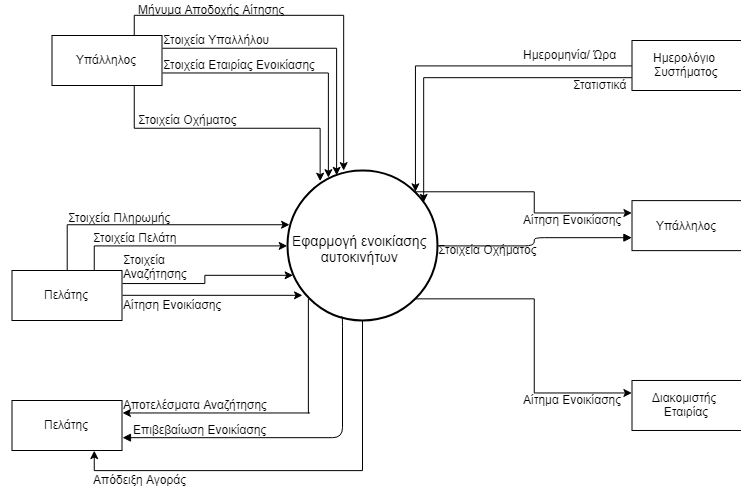 Μήνυμα Αποδοχής Αίτησης
Στοιχεία Υπαλλήλου
Υπάλληλος
Στοιχεία Εταιρίας Ενοικίασης
Στοιχεία Οχήματος
Ημερομηνία/ Ώρα
Ημερολόγιο
Συστήματος
Στατιστικά
Στοιχεία Πληρωμής
Στοιχεία Πελάτη
Στοιχεία
Αναζήτησης
Πελάτης
Αίτηση Ενοικίασης
Εφαρμογή ενοικίασης
αυτοκινήτων
Αίτηση Ενοικίασης
Υπάλληλος
Στοιχεία Οχήματος
Αίτημα Ενοικίασης
Διακομιστής
Εταιρίας
Αποτελέσματα Αναζήτησης
Πελάτης
Επιβεβαίωση Ενοικίασης
Απόδειξη Αγοράς